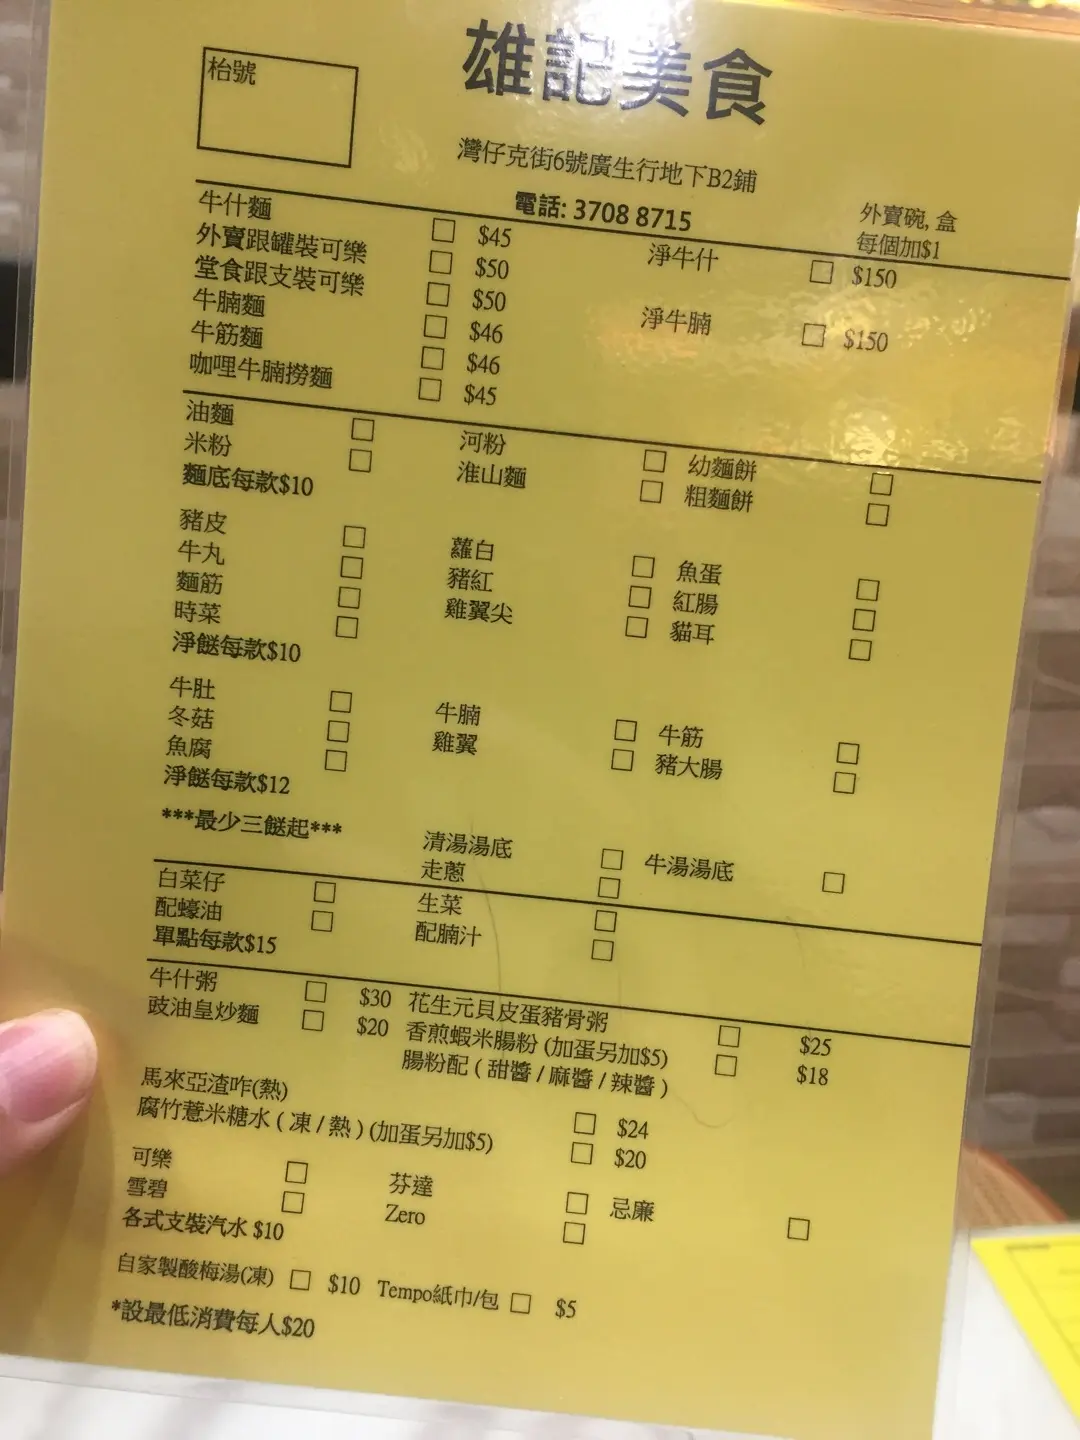 雄記美食
枱號
灣仔克街6號廣生行地下B2鋪
電話: 3708 8715
外賣碗, 盒
每個加$1
牛什麵 □ $45 淨牛什 □ $150
外賣跟罐裝可樂 □ $50
堂食跟支裝可樂 □ $50 淨牛腩 □ $150
牛腩麵 □ $46
牛筋麵 □ $46
咖哩牛腩撈麵 □ $45
油麵 □ 河粉 □ 幼麵餅 □
米粉 □ 淮山麵 □ 粗麵餅 □
麵底每款$10
豬皮 □ 蘿白 □ 魚蛋 □
牛丸 □ 豬紅 □ 紅腸 □
麵筋 □ 雞翼尖 □ 貓耳 □
時菜 □
淨餸每款$10
牛肚 □ 牛腩 □ 牛筋 □
冬菇 □ 雞翼 □ 豬大腸 □
魚腐 □
淨餸每款$12
***最少三餸起*** 清湯湯底 □ 牛湯湯底 □
走蔥 □
白菜仔 □ 生菜 □
配蠔油 □ 配腩汁 □
單點每款$15
牛什粥 □ $30 花生元貝皮蛋豬骨粥 □ $25
豉油皇炒麵 □ $20 香煎蝦米腸粉 (加蛋另加$5) □ $18
腸粉配 ( 甜醬 / 麻醬 / 辣醬 )
馬來亞渣咋(熱) □ $24
腐竹薏米糖水 ( 凍 / 熱 ) (加蛋另加$5) □ $20
可樂 □ 芬達 □ 忌廉 □
雪碧 □ Zero □
各式支裝汽水 $10
自家製酸梅湯(凍) □ $10 Tempo紙巾/包 □ $5
*設最低消費每人$20